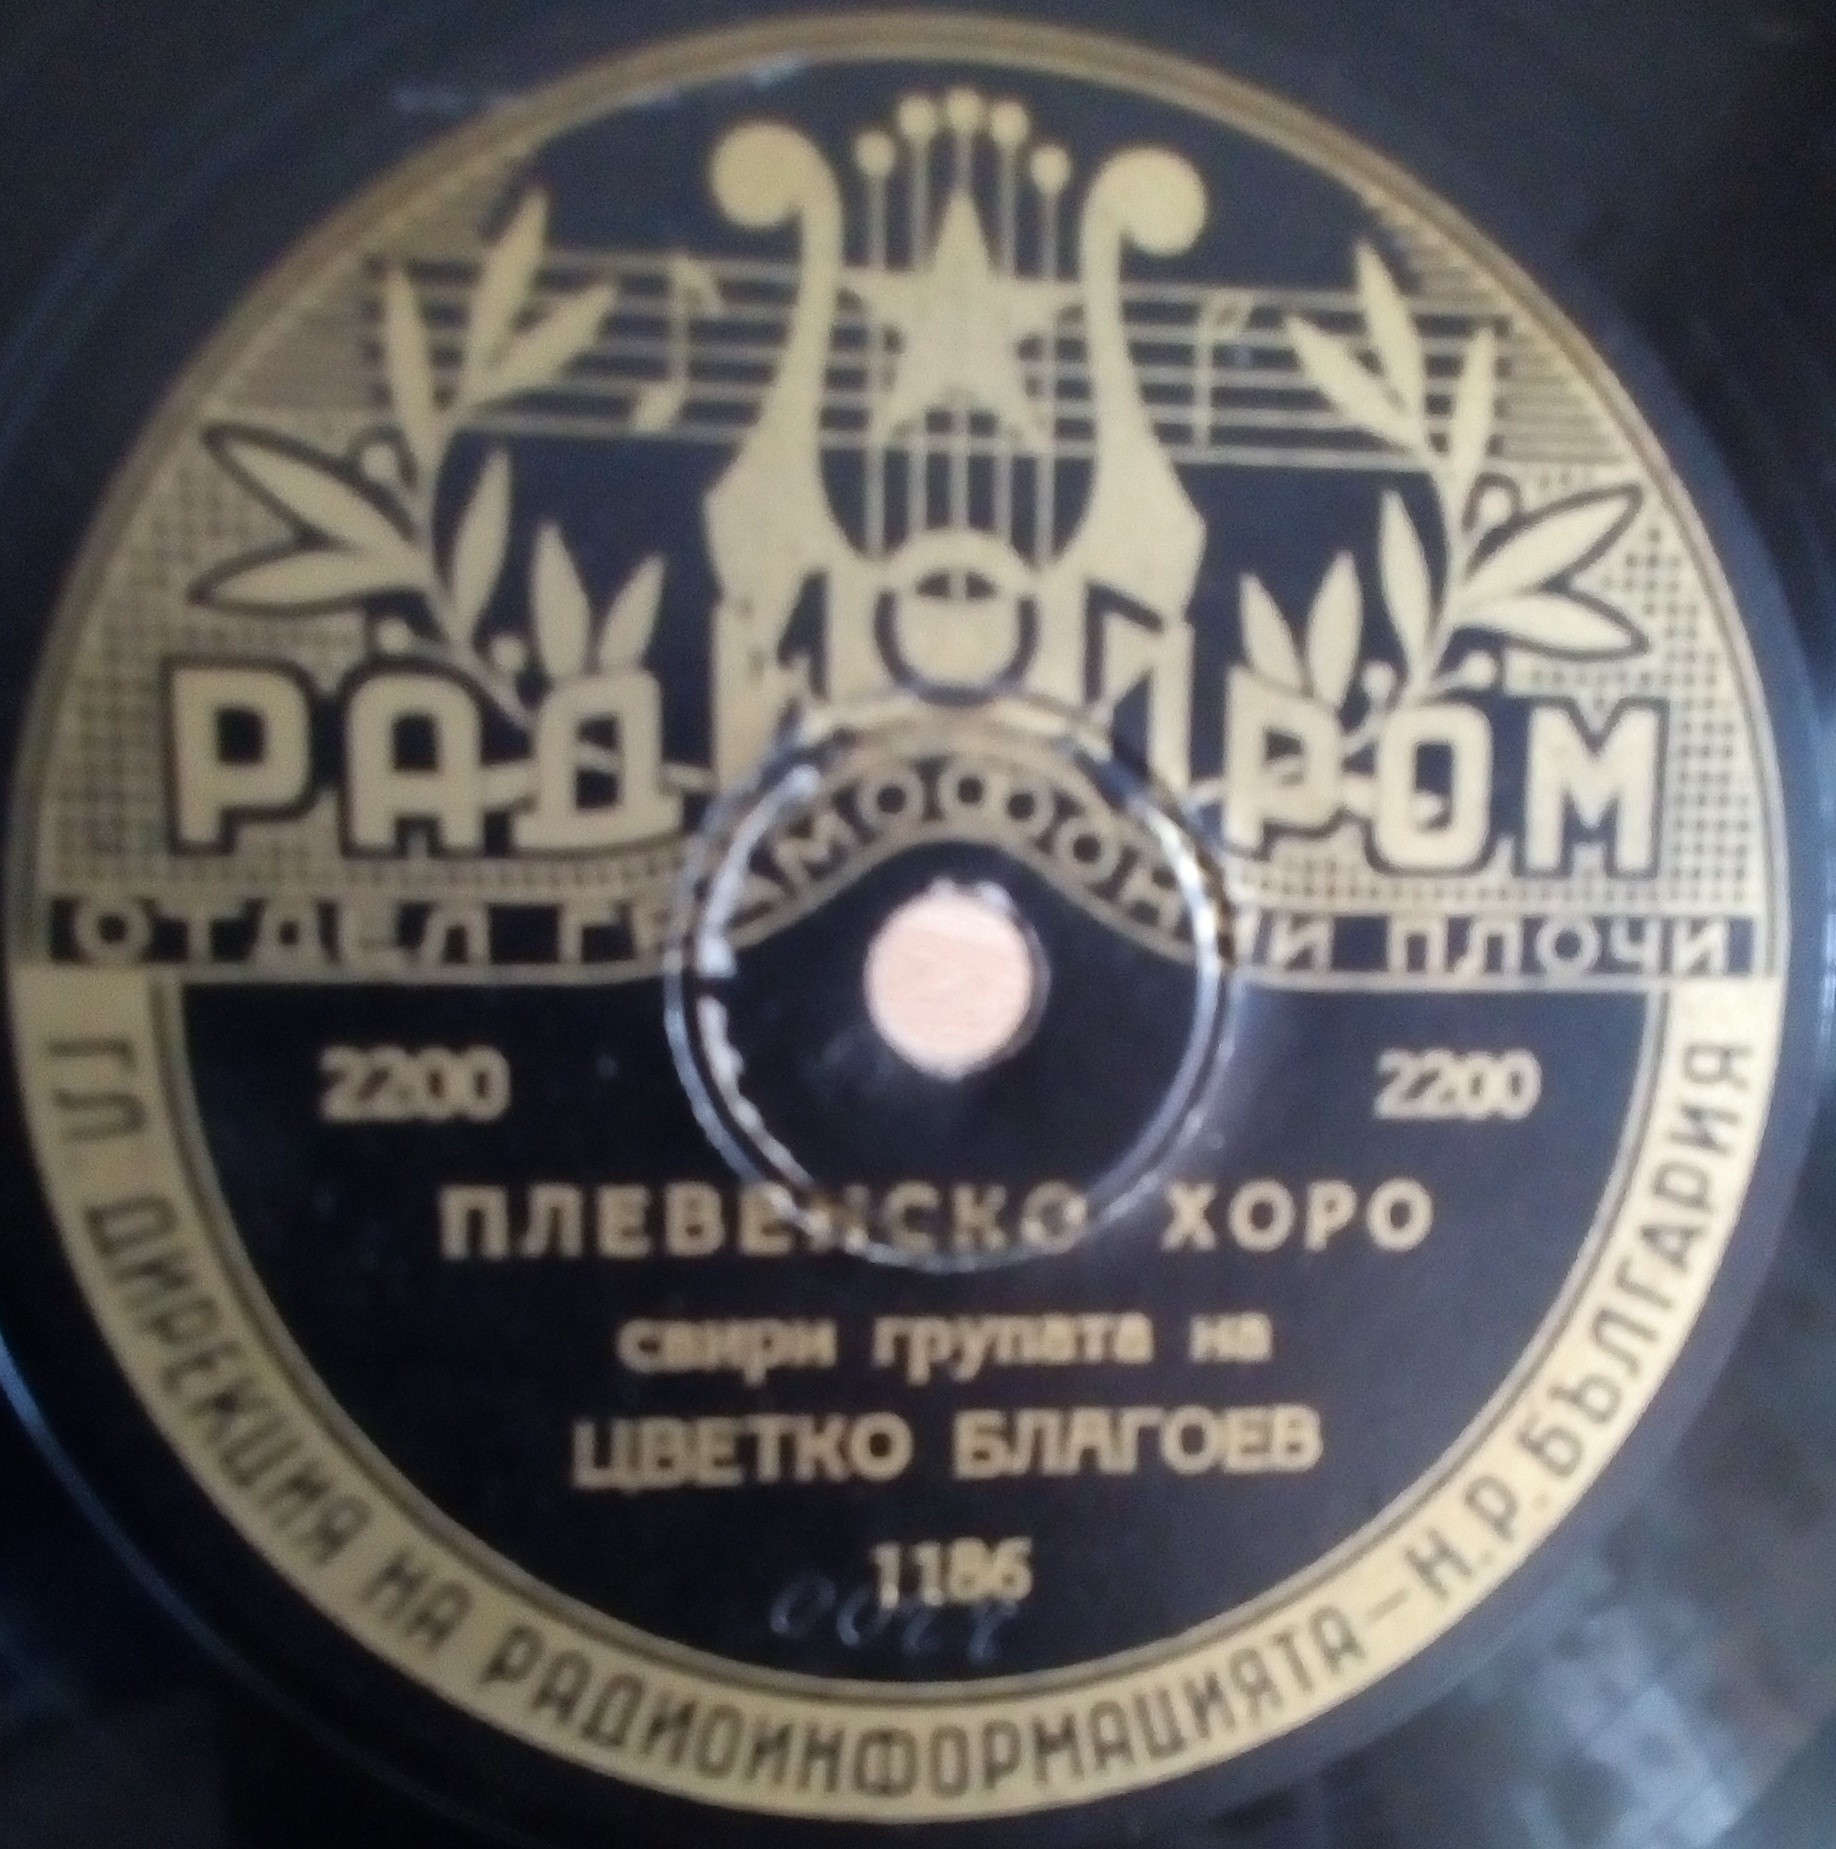 РАДИОПРОМ
ОТДЕЛ ГРАМОФОННИ ПЛОЧИ
2200 2200
ПЛЕВЕНСКО ХОРО
свири групата на
ЦВЕТКО БЛАГОЕВ
1186
2200
ГЛ ДИРЕКЦИЯ НА РАДИОИНФОРМАЦИЯТА – Н.Р.БЪЛГАРИЯ